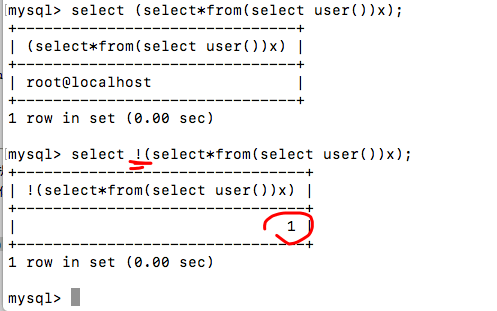 mysql> select (select*from(select user())x);
+-------------------------------+
| (select*from(select user())x) |
+-------------------------------+
| root@localhost                |
+-------------------------------+
1 row in set (0.00 sec)
mysql> select !(select*from(select user())x);
+--------------------------------+
| !(select*from(select user())x) |
+--------------------------------+
|                              1 |
+--------------------------------+
1 row in set (0.00 sec)
mysql>